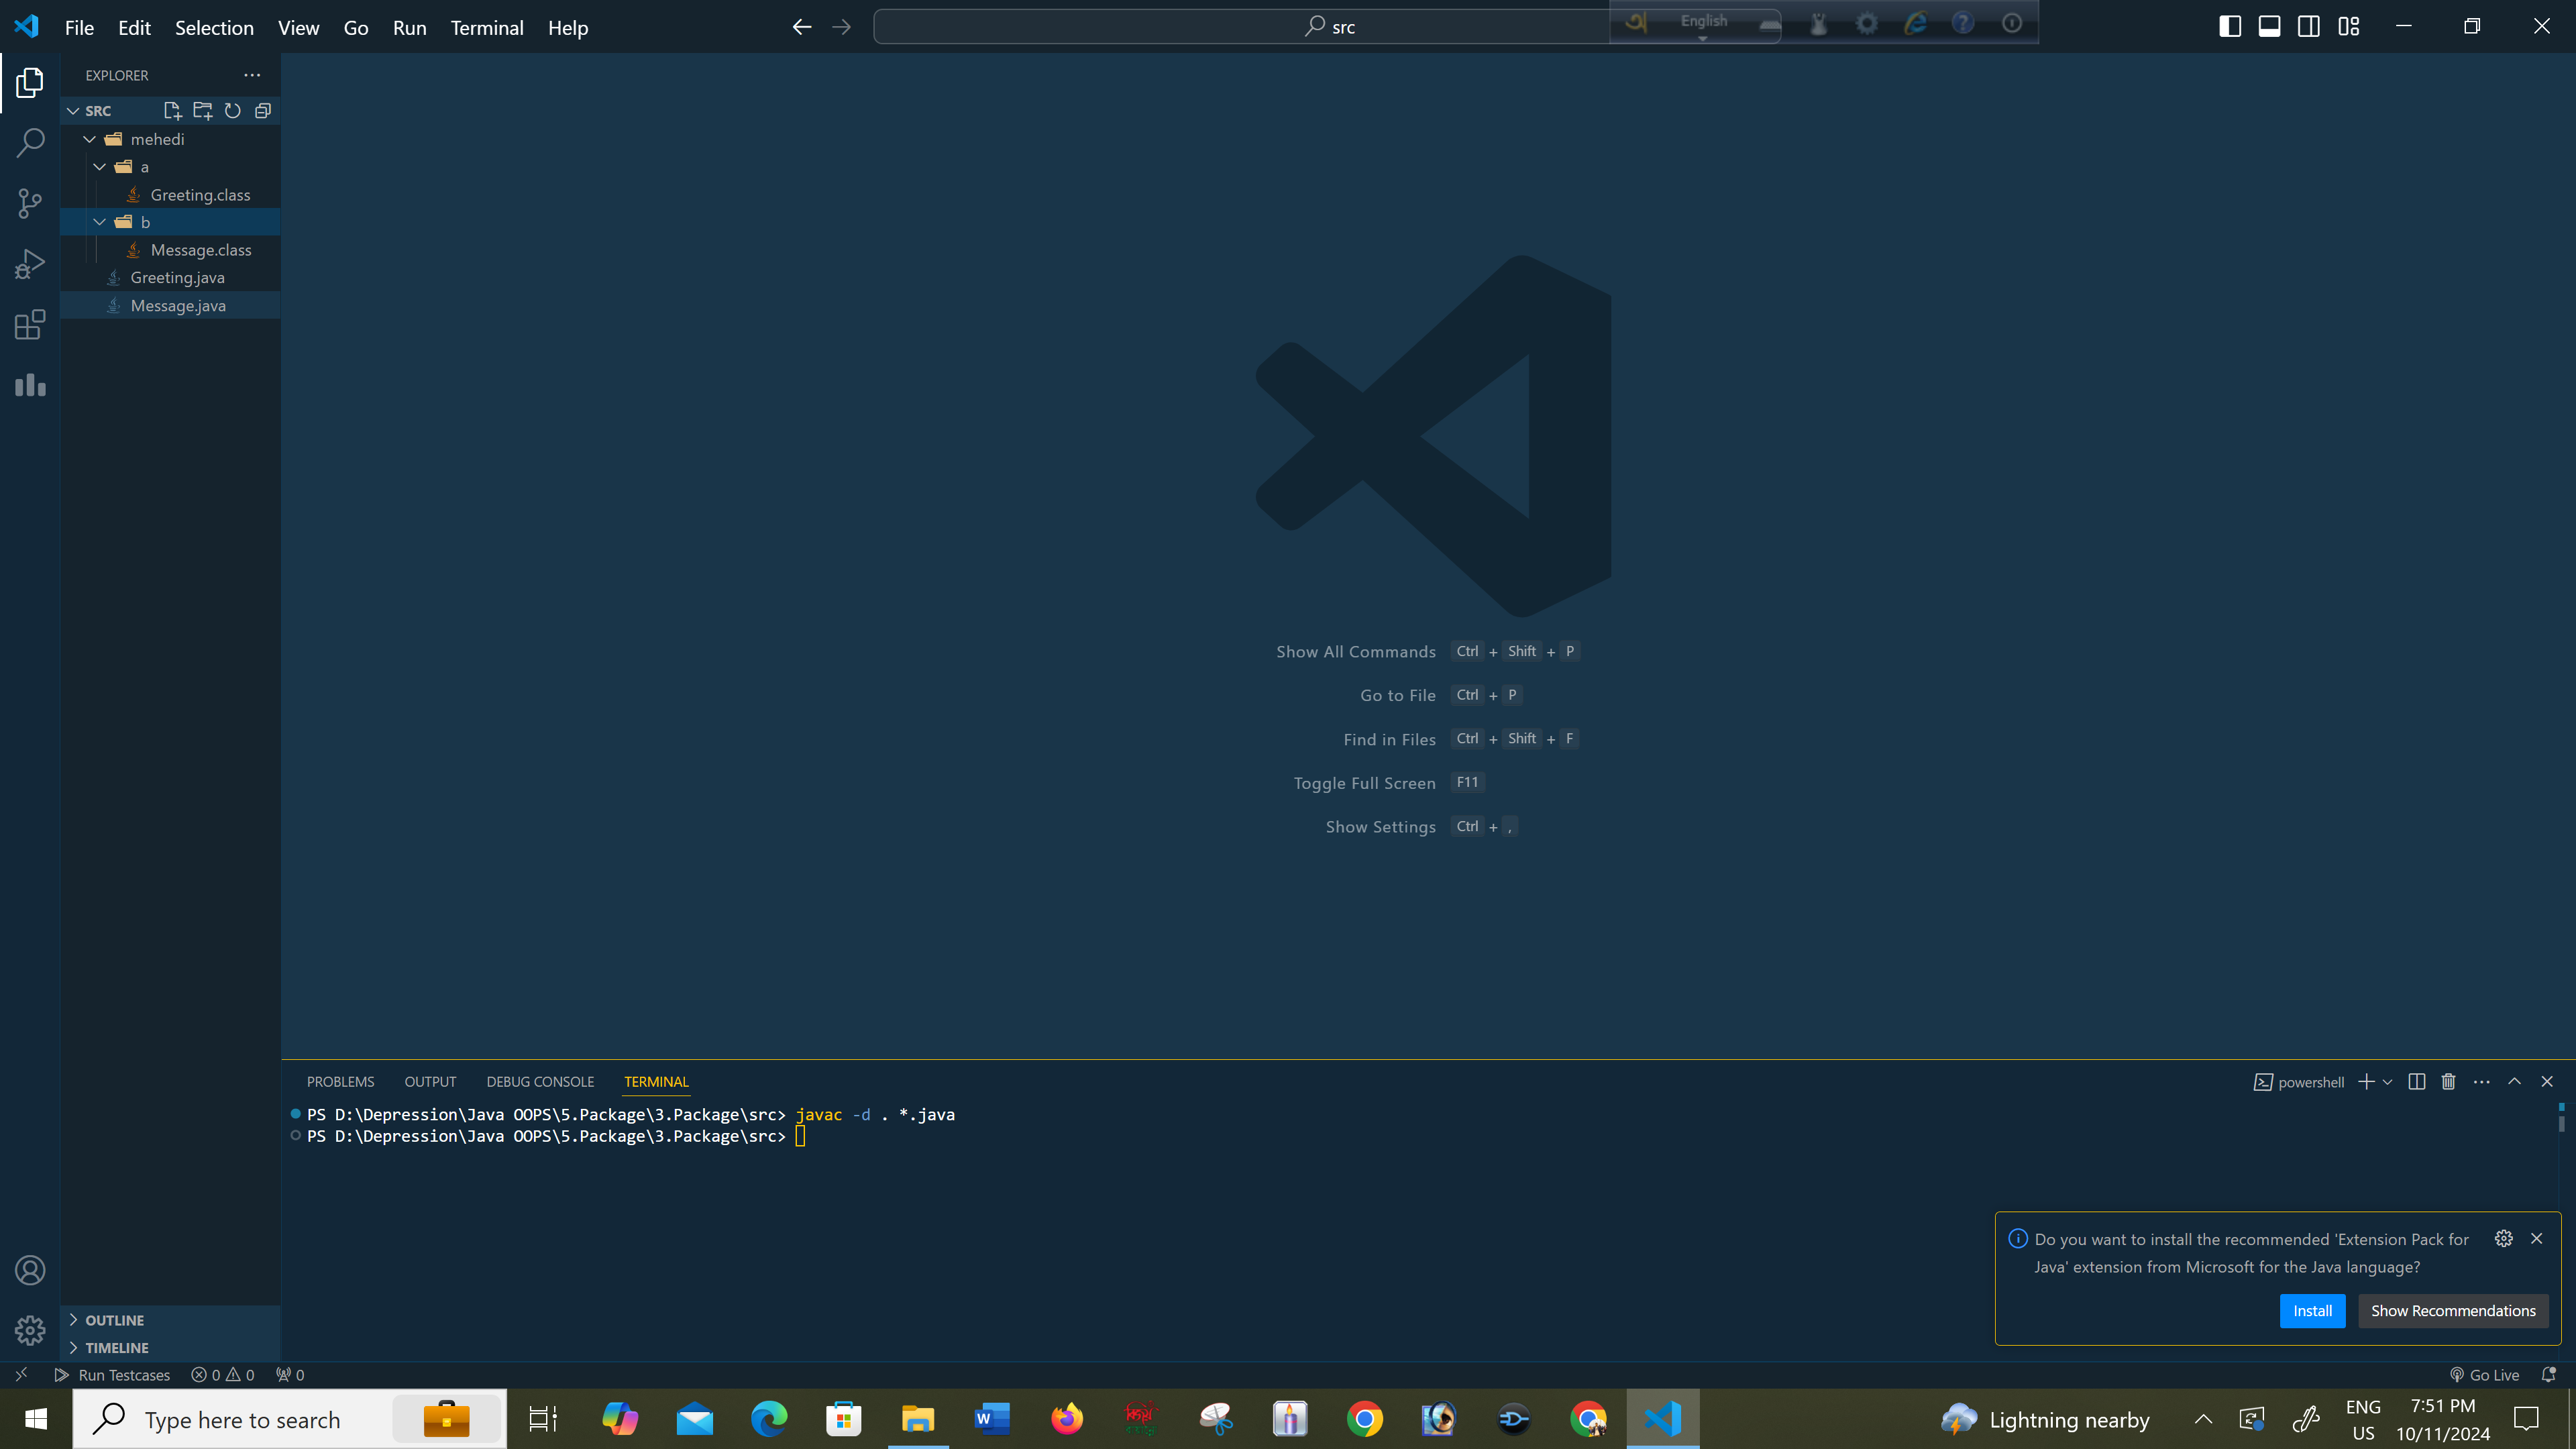 File Edit Selection View Go Run Terminal Help
src
English
EXPLORER
SRC
mehedi
a
Greeting.class
b
Message.class
Greeting.java
Message.java
Show All Commands Ctrl + Shift + P
Go to File Ctrl + P
Find in Files Ctrl + Shift + F
Toggle Full Screen F11
Show Settings Ctrl + ,
PROBLEMS OUTPUT DEBUG CONSOLE TERMINAL
powershell
PS D:\Depression\Java OOPS\5.Package\3.Package\src> javac -d . *.java
PS D:\Depression\Java OOPS\5.Package\3.Package\src>
Do you want to install the recommended 'Extension Pack for
Java' extension from Microsoft for the Java language?
Install Show Recommendations
OUTLINE
TIMELINE
Run Testcases 0 0 0
Go Live
Type here to search
Lightning nearby
ENG
US
7:51 PM
10/11/2024